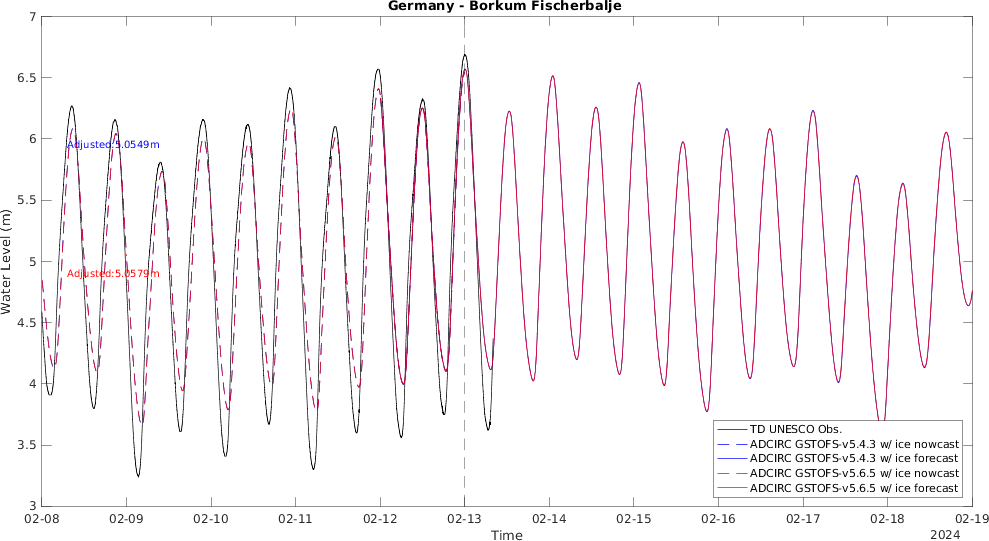 Germany - Borkum Fischerbalje
7
6.5
6
5.5
5
4.5
4
3.5
3
Water Level (m)
Adjusted:5.0549m
Adjusted:5.0579m
TD UNESCO Obs.
ADCIRC GSTOFS-v5.4.3 w/ ice nowcast
ADCIRC GSTOFS-v5.4.3 w/ ice forecast
ADCIRC GSTOFS-v5.6.5 w/ ice nowcast
ADCIRC GSTOFS-v5.6.5 w/ ice forecast
02-08 02-09 02-10 02-11 02-12 02-13 02-14 02-15 02-16 02-17 02-18 02-19
Time
2024